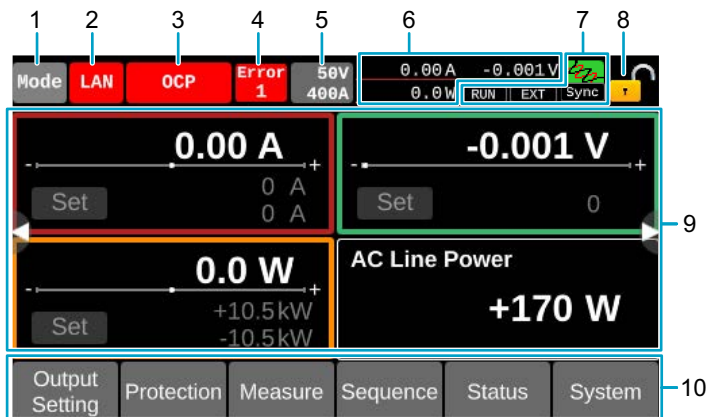 1 2 3 4 5 6 7 8
Mode LAN OCP Error 1 50V 400A
0.00A -0.001V
0.0W RUN EXT Sync
0.00 A
0 A
0 A
Set
-0.001 V
Set 0
9
0.0 W
+10.5kW
-10.5kW
Set
AC Line Power
+170 W
Output Setting
Protection
Measure
Sequence
Status
System
10